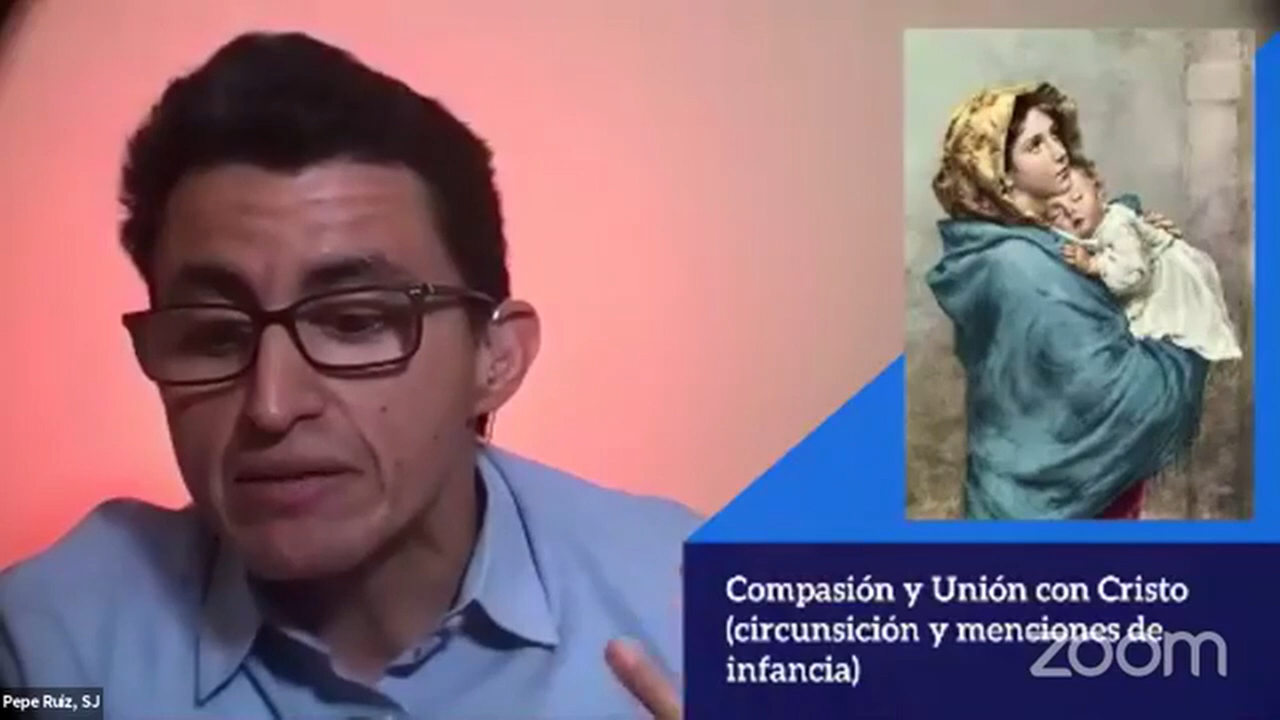 Compasión y Unión con Cristo
(circunsición y menciones de
infancia)
zoom
Pepe Ruiz, SJ